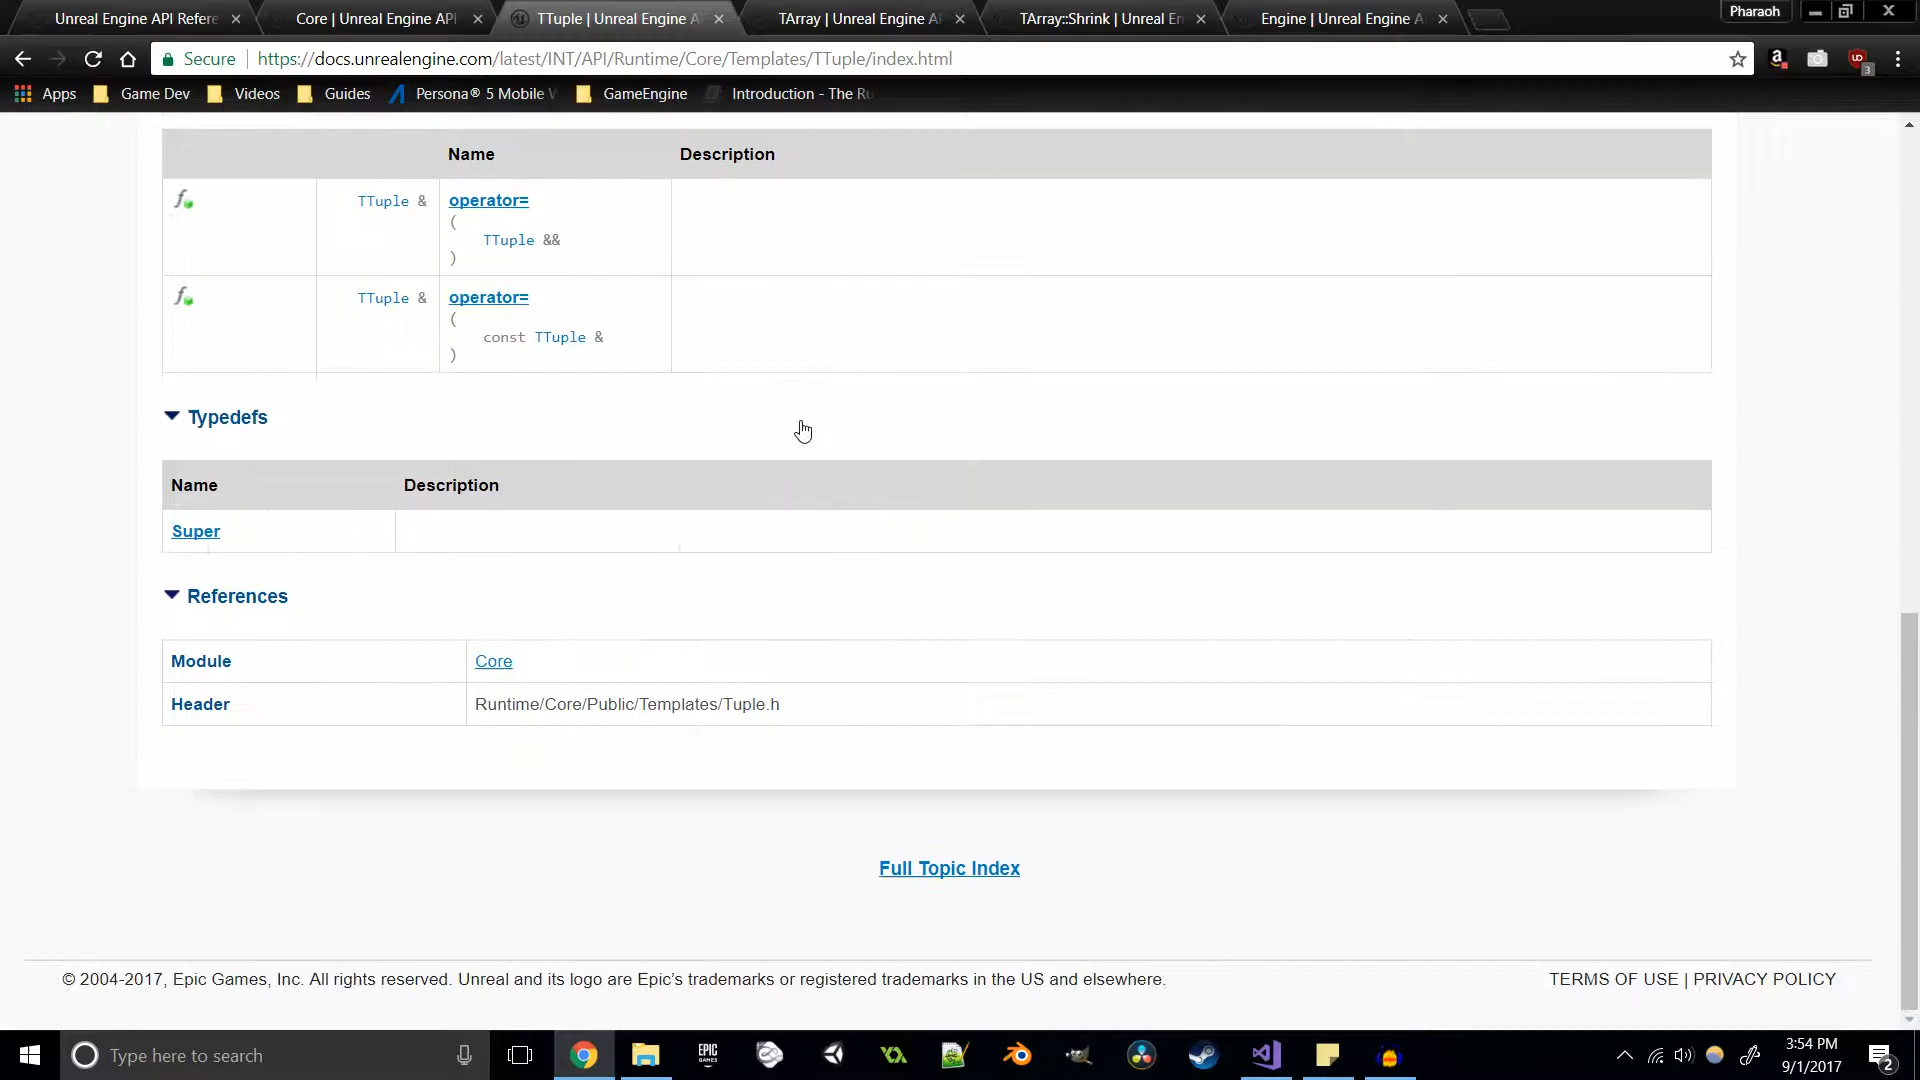 Unreal Engine API Refere
Core | Unreal Engine API
TTuple | Unreal Engine A
TArray | Unreal Engine AP
TArray::Shrink | Unreal En
Engine | Unreal Engine A
Pharaoh
Secure
https://docs.unrealengine.com/latest/INT/API/Runtime/Core/Templates/TTuple/index.html
3
Apps
Game Dev
Videos
Guides
Persona® 5 Mobile W
GameEngine
Introduction - The Ru
Name Description
TTuple & operator=
(
TTuple &&
)
TTuple & operator=
(
const TTuple &
)
Typedefs
Name Description
Super
References
Module Core
Header Runtime/Core/Public/Templates/Tuple.h
Full Topic Index
© 2004-2017, Epic Games, Inc. All rights reserved. Unreal and its logo are Epic's trademarks or registered trademarks in the US and elsewhere.
TERMS OF USE | PRIVACY POLICY
Type here to search
EPIC
GAMES
3:54 PM
9/1/2017
2